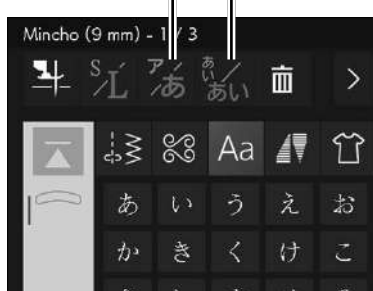 Mincho (9 mm) - 1 / 3
S/L ア/あ あい/あい >
Aa
あ い う え お
か き く け こ